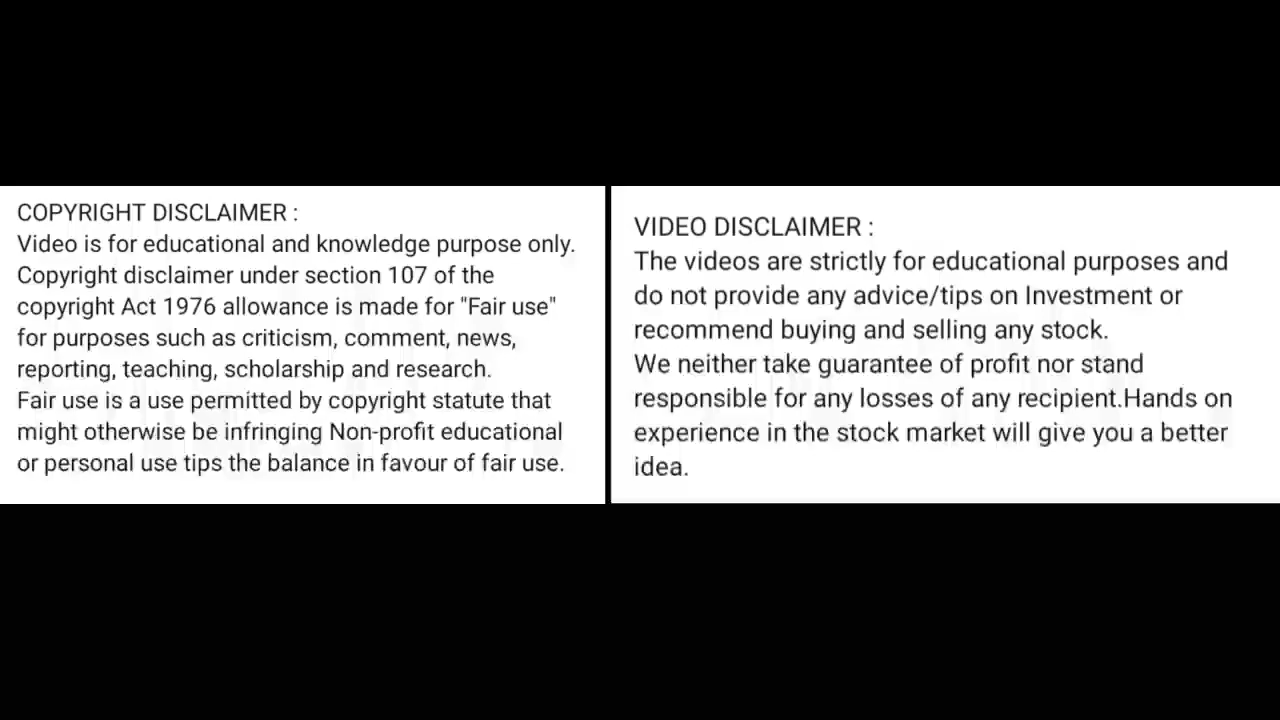 COPYRIGHT DISCLAIMER :
Video is for educational and knowledge purpose only.
Copyright disclaimer under section 107 of the
copyright Act 1976 allowance is made for "Fair use"
for purposes such as criticism, comment, news,
reporting, teaching, scholarship and research.
Fair use is a use permitted by copyright statute that
might otherwise be infringing Non-profit educational
or personal use tips the balance in favour of fair use.
VIDEO DISCLAIMER :
The videos are strictly for educational purposes and
do not provide any advice/tips on Investment or
recommend buying and selling any stock.
We neither take guarantee of profit nor stand
responsible for any losses of any recipient.Hands on
experience in the stock market will give you a better
idea.